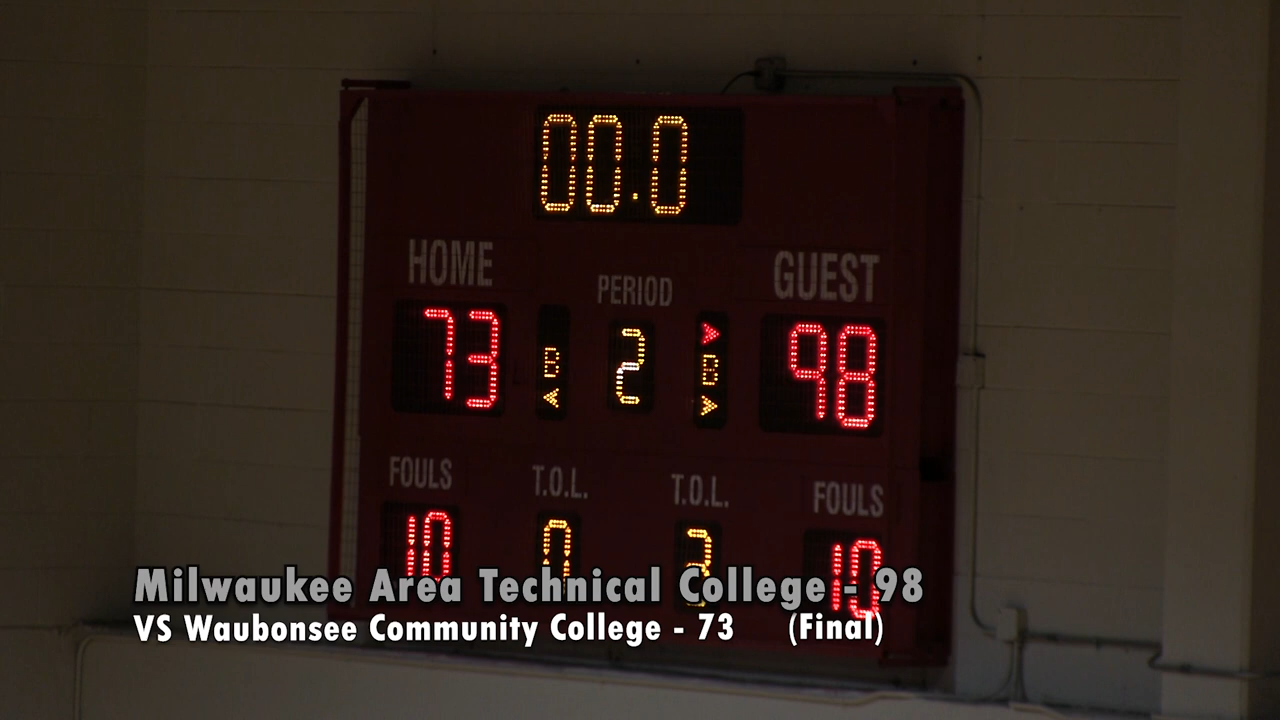 00.0
HOME
GUEST
PERIOD
73
B
2
B
98
FOULS
T.O.L.
T.O.L.
FOULS
10
0
3
10
Milwaukee Area Technical College - 98
VS Waubonsee Community College - 73 (Final)